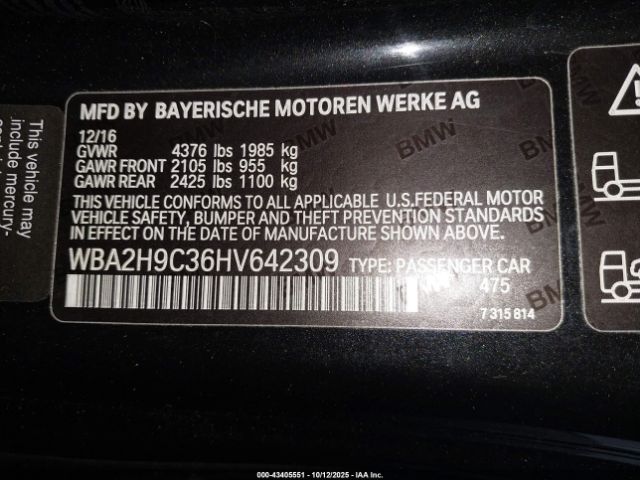 MFD BY BAYERISCHE MOTOREN WERKE AG
12/16
GVWR 4376 lbs 1985 kg
GAWR FRONT 2105 lbs 955 kg
GAWR REAR 2425 lbs 1100 kg
THIS VEHICLE CONFORMS TO ALL APPLICABLE U.S.FEDERAL MOTOR
VEHICLE SAFETY, BUMPER AND THEFT PREVENTION STANDARDS
IN EFFECT ON THE DATE OF MANUFACTURE SHOWN ABOVE.
WBA2H9C36HV642309 TYPE: PASSENGER CAR
475
7 315 814
BMW
BMW
BMW
BMW
This vehicle may
.include mercury-
000-43405551 - 10/12/2025 - IAAI Inc.